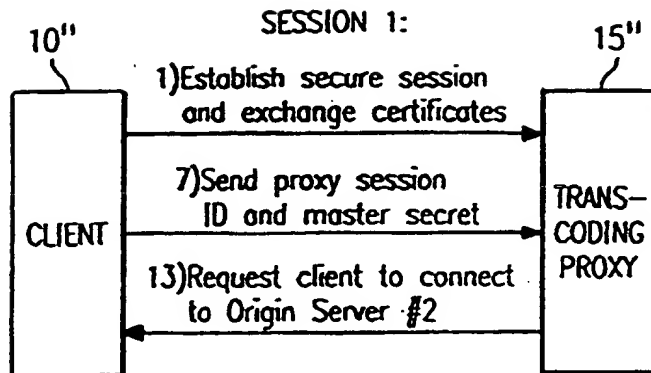 SESSION 1:
10"
15"
1)Establish secure session
and exchange certificates
7)Send proxy session
ID and master secret
CLIENT
TRANS-
CODING
PROXY
13)Request client to connect
to Origin Server #2